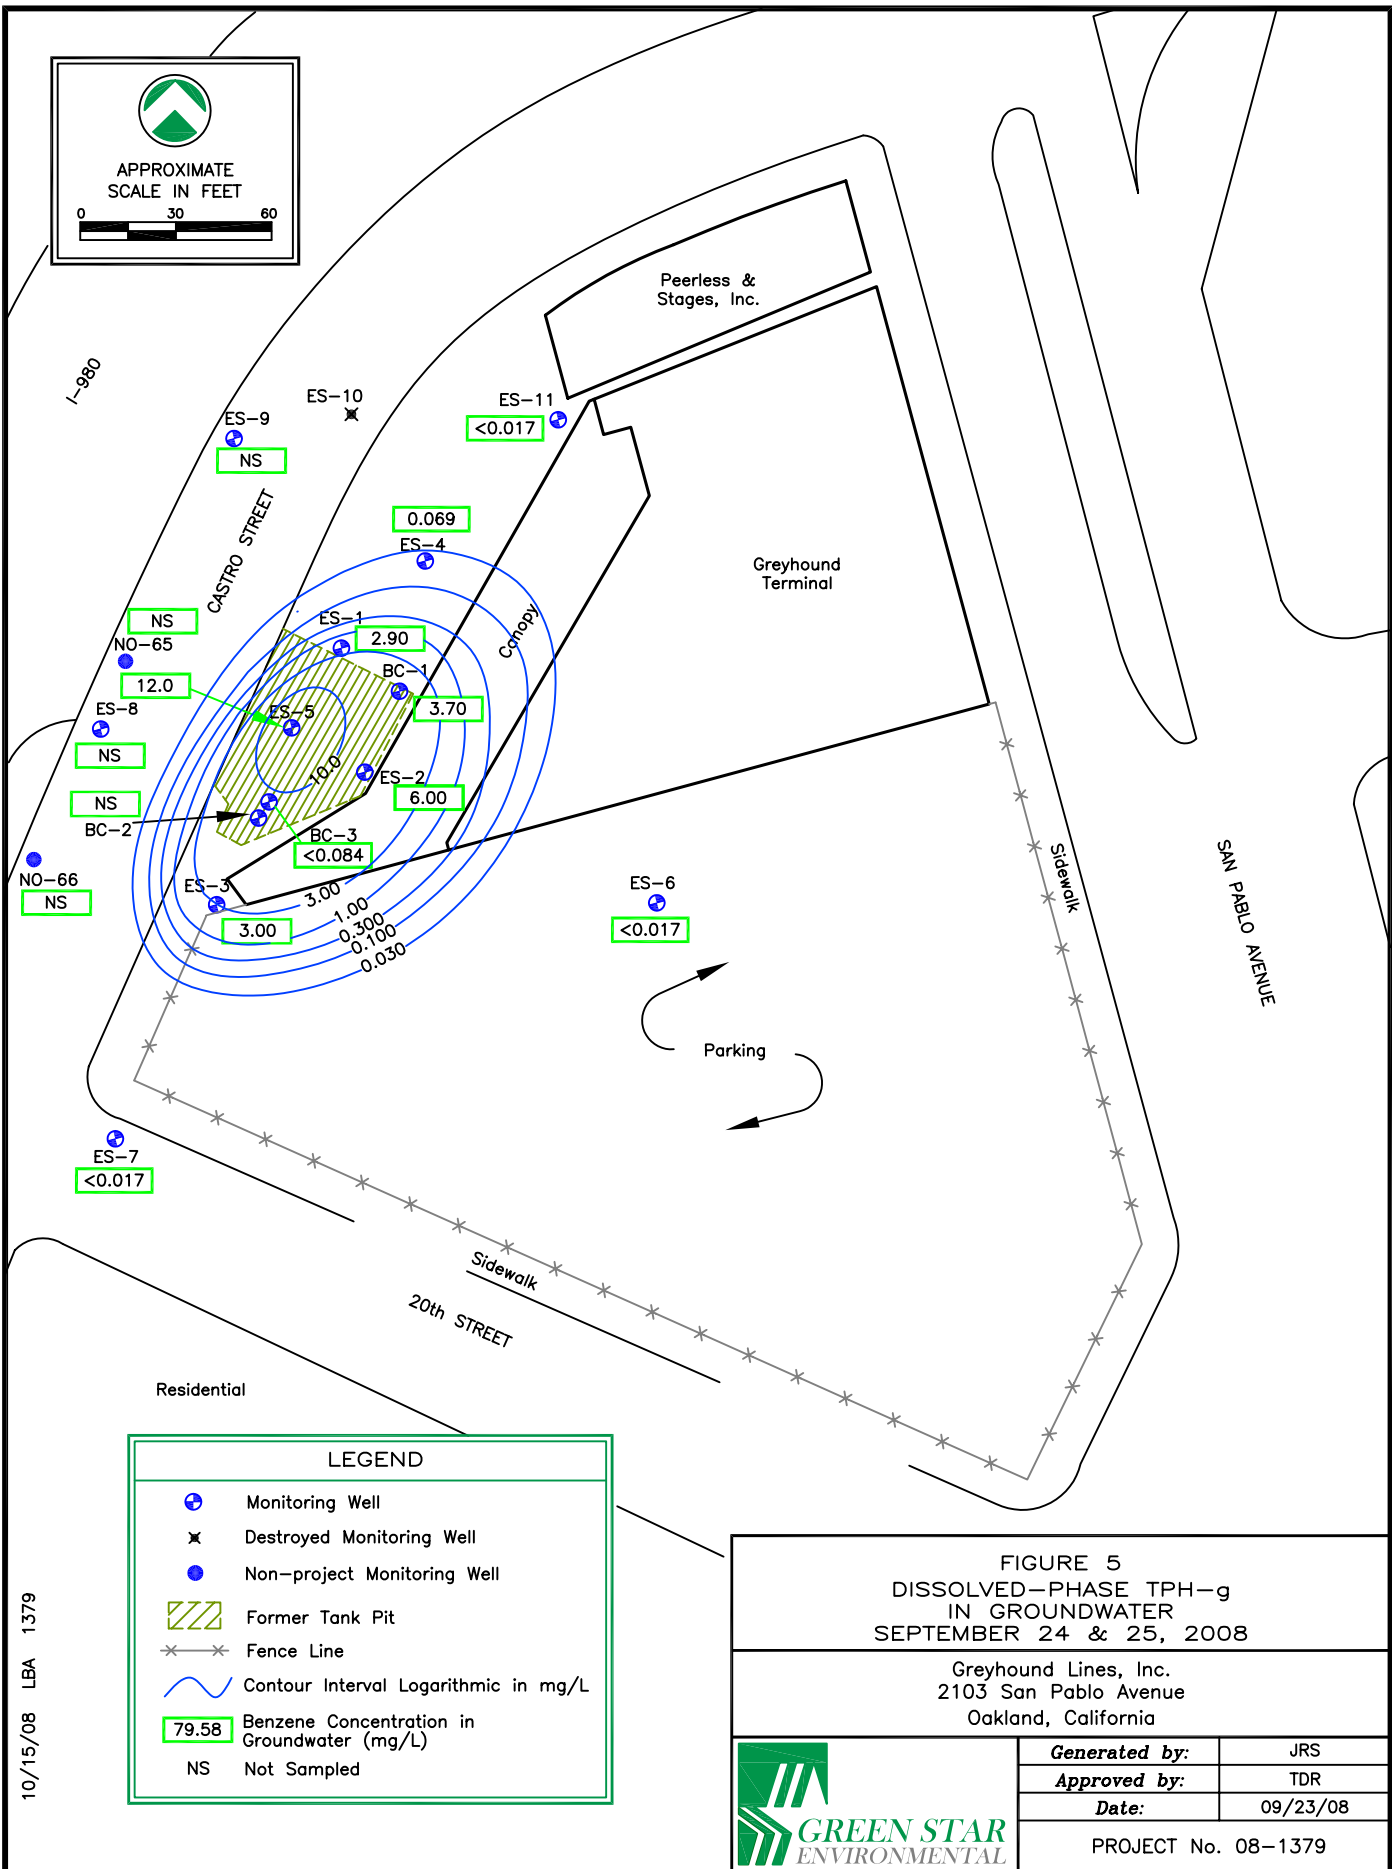 APPROXIMATE
SCALE IN FEET
0 30 60
I-980
Peerless &
Stages, Inc.
ES-10
ES-11
<0.017
ES-9
NS
CASTRO STREET
0.069
ES-4
Greyhound
Terminal
Canopy
NS
NO-65
ES-1
2.90
12.0
BC-1
3.70
ES-8
NS
ES-5
10.0
ES-2
6.00
NS
BC-2
BC-3
<0.084
NO-66
NS
ES-3
3.00
3.00
1.00
0.300
0.100
0.030
ES-6
<0.017
Sidewalk
SAN PABLO AVENUE
Parking
ES-7
<0.017
Sidewalk
20th STREET
Residential
LEGEND
Monitoring Well
Destroyed Monitoring Well
Non-project Monitoring Well
Former Tank Pit
Fence Line
Contour Interval Logarithmic in mg/L
79.58 Benzene Concentration in
Groundwater (mg/L)
NS Not Sampled
10/15/08 LBA 1379
FIGURE 5
DISSOLVED-PHASE TPH-g
IN GROUNDWATER
SEPTEMBER 24 & 25, 2008
Greyhound Lines, Inc.
2103 San Pablo Avenue
Oakland, California
GREEN STAR
ENVIRONMENTAL
Generated by: JRS
Approved by: TDR
Date: 09/23/08
PROJECT No. 08-1379